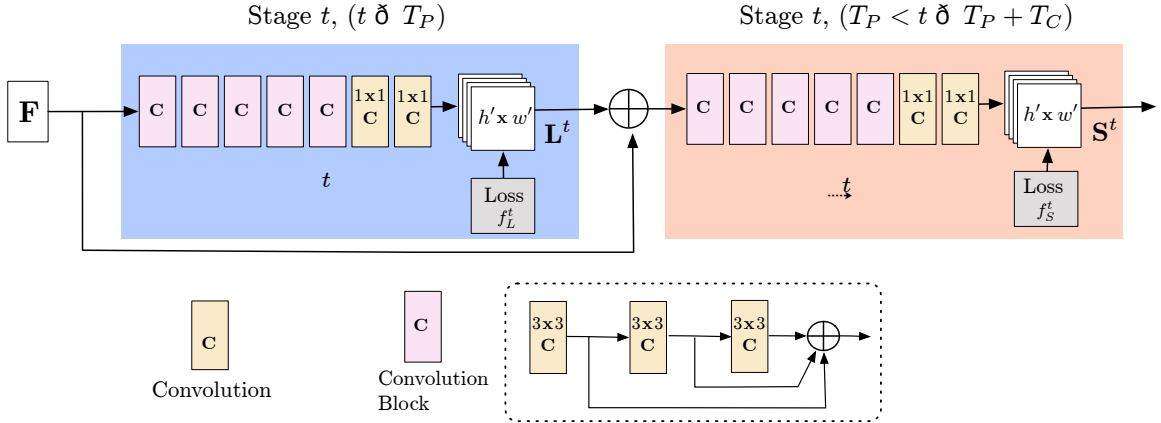 Stage t, (t ð T_P)
Stage t, (T_P < t ð T_P + T_C)
F
C C C C C 1x1 C 1x1 C
h′ x w′
L^t
t
Loss
f_L^t
C C C C C 1x1 C 1x1 C
h′ x w′
S^t
t
Loss
f_S^t
C
Convolution
C
Convolution
Block
3x3 3x3 3x3
C C C